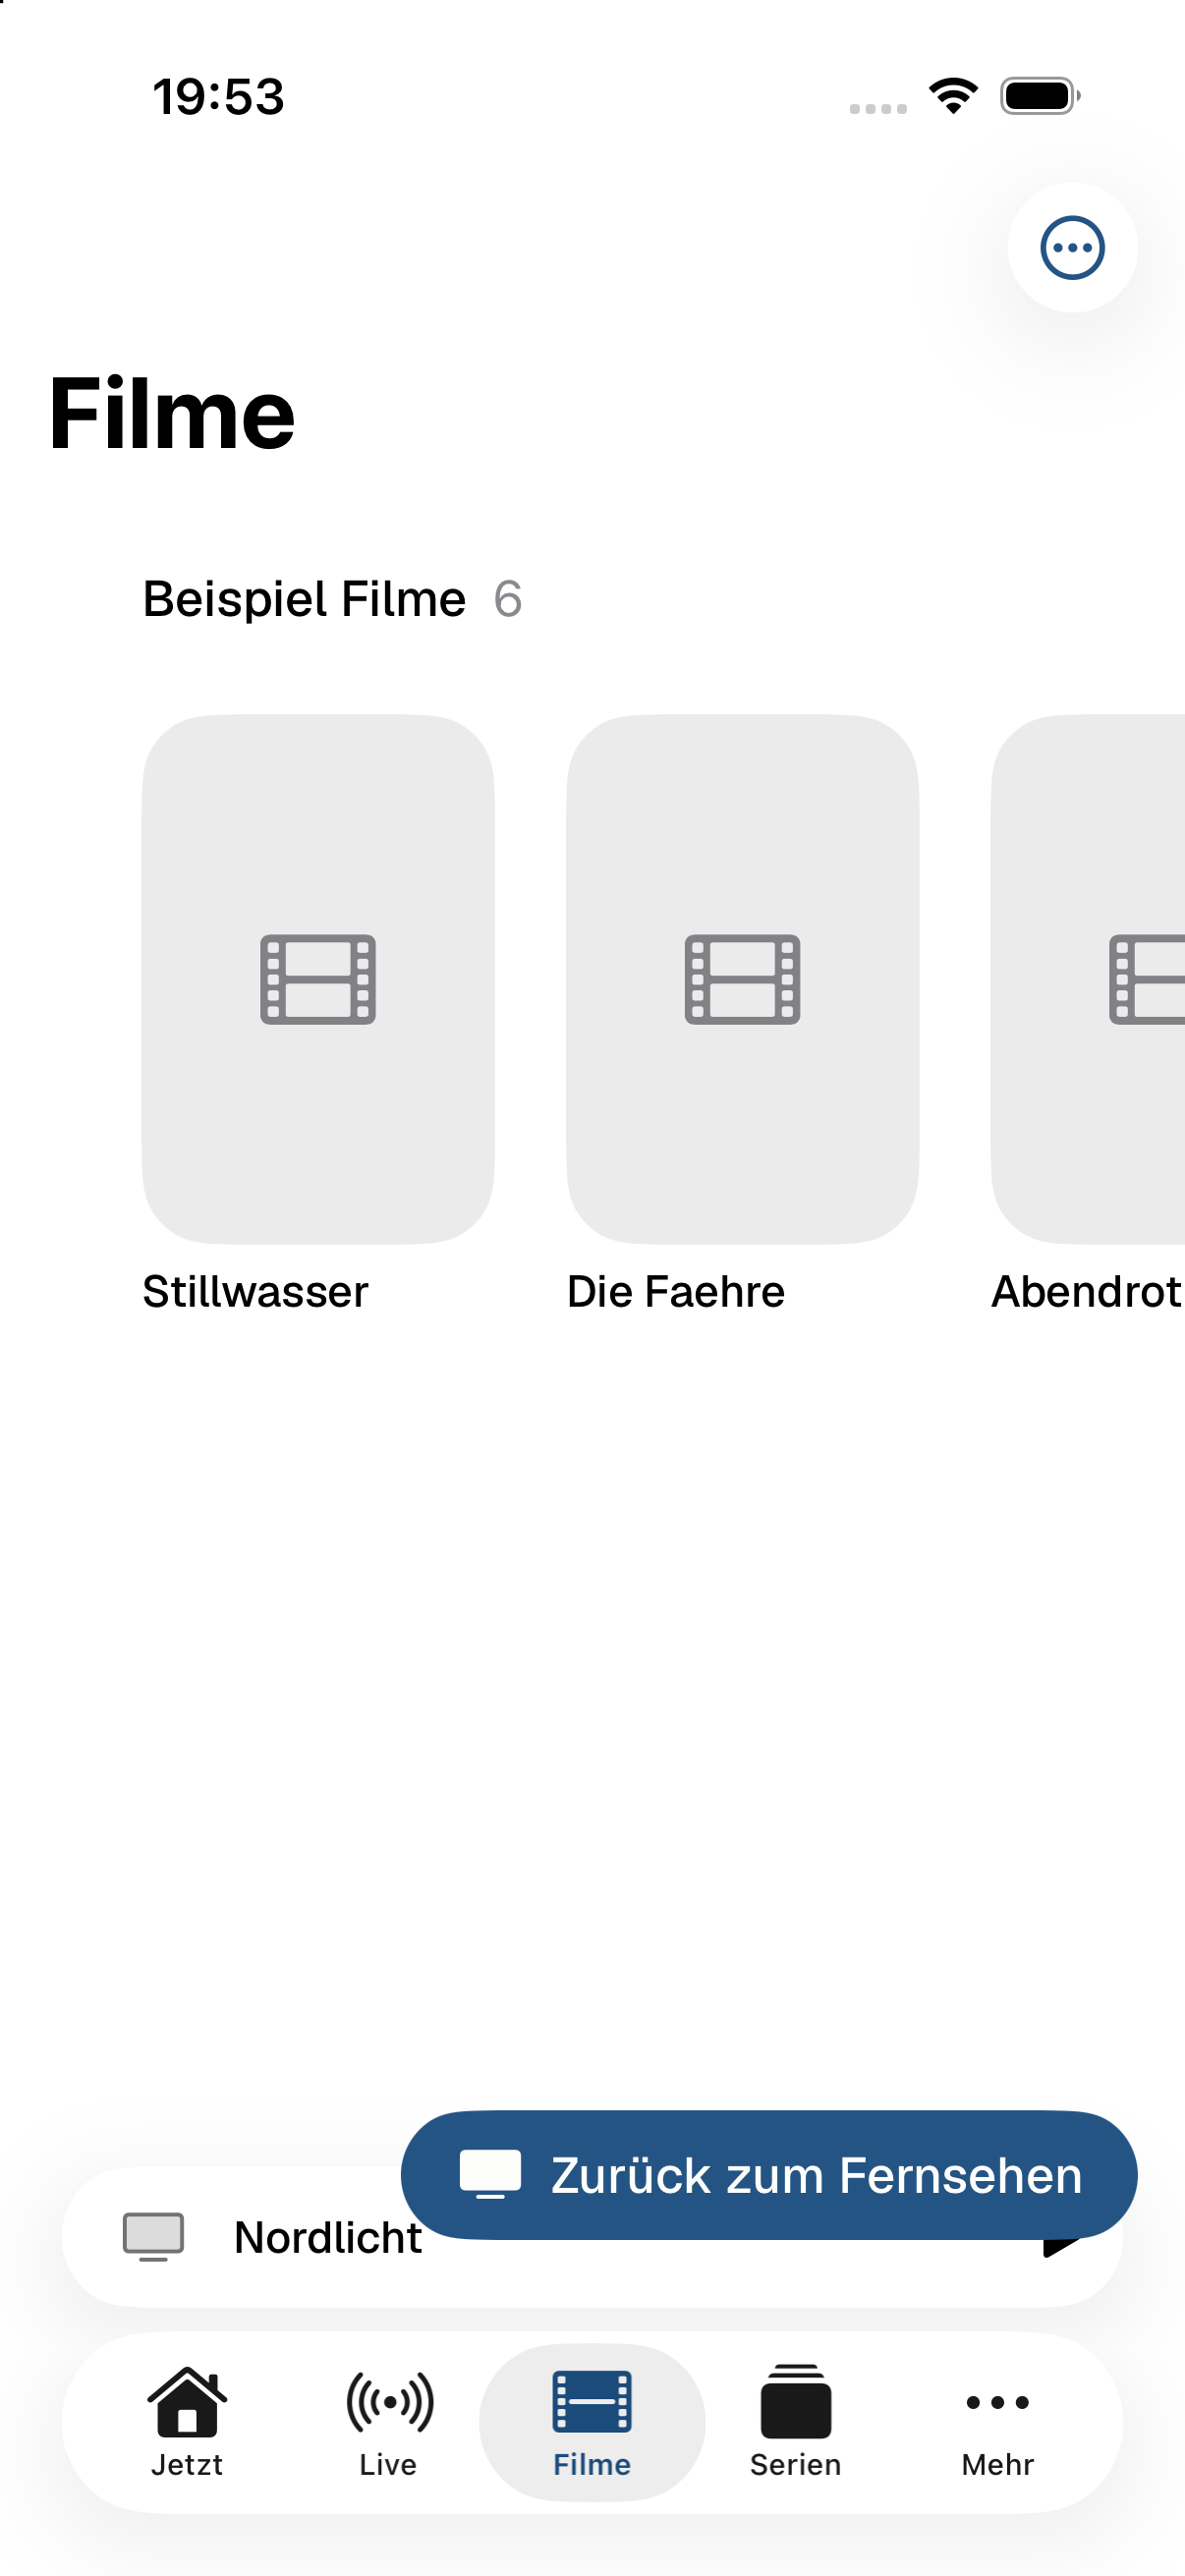 19:53
Filme
Beispiel Filme 6
Stillwasser
Die Faehre
Abendrot
Zurück zum Fernsehen
Nordlicht
Jetzt
Live
Filme
Serien
Mehr